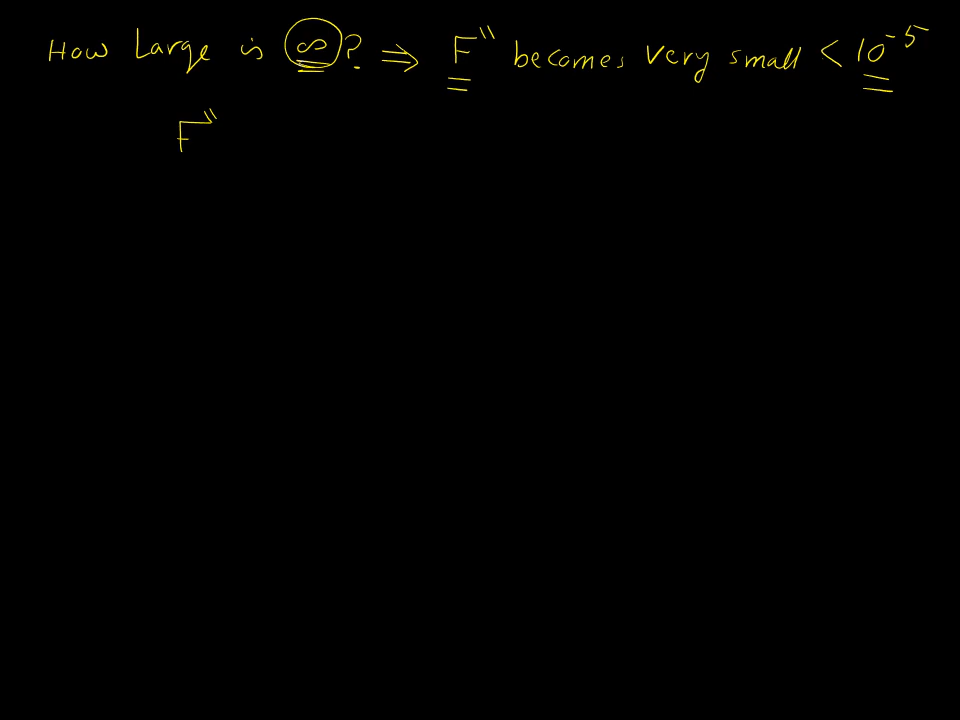 How Large is ∞? ⇒ F" becomes very small < 10⁻⁵
F"